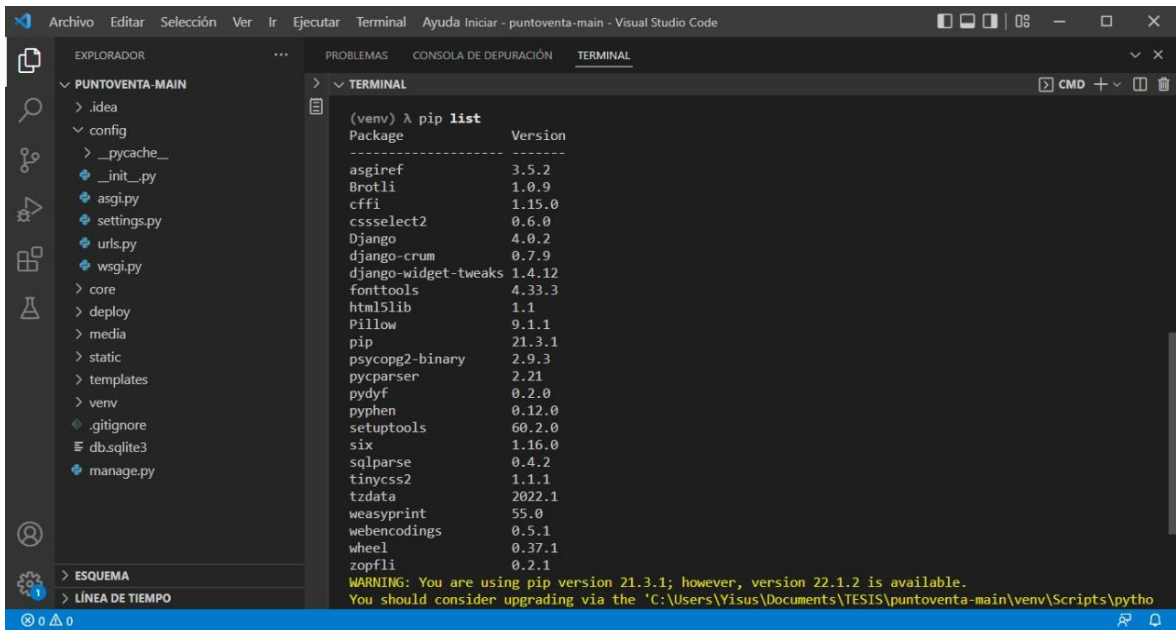 Archivo Editar Selección Ver Ir Ejecutar Terminal Ayuda Iniciar - puntoventa-main - Visual Studio Code
EXPLORADOR
PUNTOVENTA-MAIN
.idea
config
__pycache__
__init__.py
asgi.py
settings.py
urls.py
wsgi.py
core
deploy
media
static
templates
venv
.gitignore
db.sqlite3
manage.py
ESQUEMA
LÍNEA DE TIEMPO
PROBLEMAS CONSOLA DE DEPURACIÓN TERMINAL
TERMINAL
CMD
(venv) λ pip list
Package Version
-------------------- -------
asgiref 3.5.2
Brotli 1.0.9
cffi 1.15.0
cssselect2 0.6.0
Django 4.0.2
django-crum 0.7.9
django-widget-tweaks 1.4.12
fonttools 4.33.3
html5lib 1.1
Pillow 9.1.1
pip 21.3.1
psycopg2-binary 2.9.3
pycparser 2.21
pydyf 0.2.0
pyphen 0.12.0
setuptools 60.2.0
six 1.16.0
sqlparse 0.4.2
tinycss2 1.1.1
tzdata 2022.1
weasyprint 55.0
webencodings 0.5.1
wheel 0.37.1
zopfli 0.2.1
WARNING: You are using pip version 21.3.1; however, version 22.1.2 is available.
You should consider upgrading via the 'C:\Users\Yisus\Documents\TESIS\puntoventa-main\venv\Scripts\pytho
1
0 0